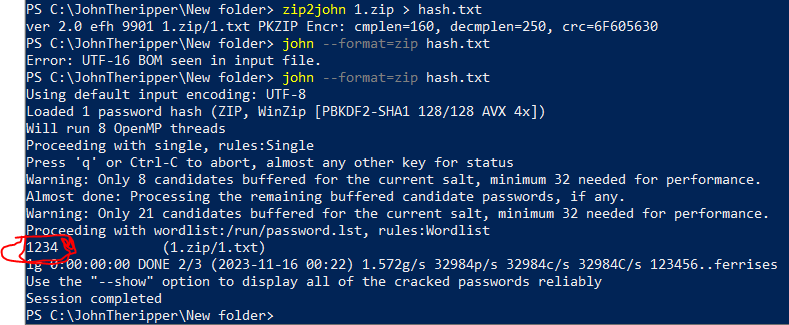 PS C:\JohnTheripper\New folder> zip2john 1.zip > hash.txt
ver 2.0 efh 9901 1.zip/1.txt PKZIP Encr: cmplen=160, decmplen=250, crc=6F605630
PS C:\JohnTheripper\New folder> john --format=zip hash.txt
Error: UTF-16 BOM seen in input file.
PS C:\JohnTheripper\New folder> john --format=zip hash.txt
Using default input encoding: UTF-8
Loaded 1 password hash (ZIP, WinZip [PBKDF2-SHA1 128/128 AVX 4x])
Will run 8 OpenMP threads
Proceeding with single, rules:Single
Press 'q' or Ctrl-C to abort, almost any other key for status
Warning: Only 8 candidates buffered for the current salt, minimum 32 needed for performance.
Almost done: Processing the remaining buffered candidate passwords, if any.
Warning: Only 21 candidates buffered for the current salt, minimum 32 needed for performance.
Proceeding with wordlist:/run/password.lst, rules:Wordlist
1234 (1.zip/1.txt)
1g 0:00:00:00 DONE 2/3 (2023-11-16 00:22) 1.572g/s 32984p/s 32984c/s 32984C/s 123456..ferrises
Use the "--show" option to display all of the cracked passwords reliably
Session completed
PS C:\JohnTheripper\New folder>